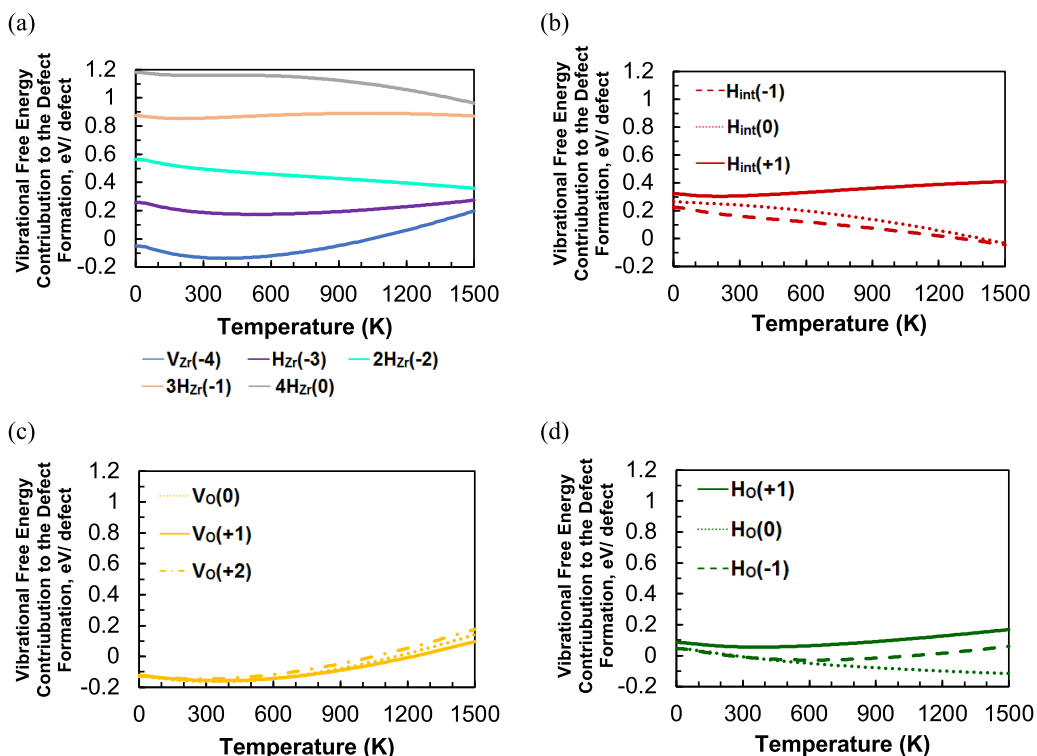 (a)
Vibrational Free Energy
Contriubution to the Defect
Formation, eV/ defect
1.2
1
0.8
0.6
0.4
0.2
0
-0.2
0 300 600 900 1200 1500
Temperature (K)
VZr(-4) HZr(-3) 2HZr(-2)
3HZr(-1) 4HZr(0)
(b)
Vibrational Free Energy
Contriubution to the Defect
Formation, eV/ defect
1.2
1
0.8
0.6
0.4
0.2
0
-0.2
Hint(-1)
Hint(0)
Hint(+1)
0 300 600 900 1200 1500
Temperature (K)
(c)
Vibrational Free Energy
Contriubution to the Defect
Formation, eV/ defect
1.2
1
0.8
0.6
0.4
0.2
0
-0.2
VO(0)
VO(+1)
VO(+2)
0 300 600 900 1200 1500
Temperature (K)
(d)
Vibrational Free Energy
Contriubution to the Defect
Formation, eV/ defect
1.2
1
0.8
0.6
0.4
0.2
0
-0.2
HO(+1)
HO(0)
HO(-1)
0 300 600 900 1200 1500
Temperature (K)